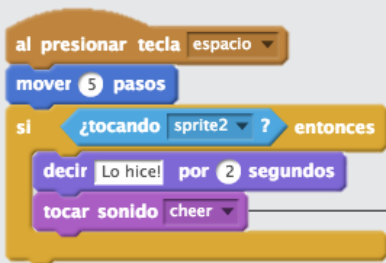 al presionar tecla espacio
mover 5 pasos
si ¿tocando sprite2 ? entonces
decir Lo hice! por 2 segundos
tocar sonido cheer